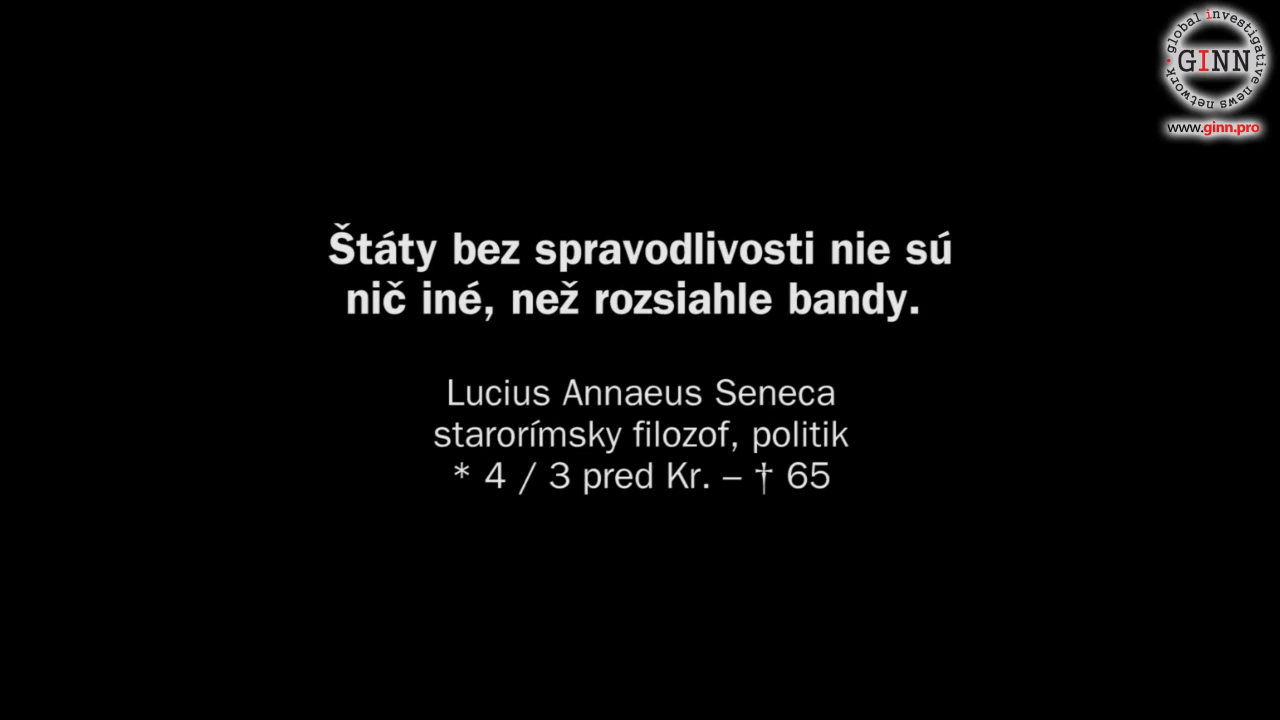 global investigative news network
GINN
www.ginn.pro
Štáty bez spravodlivosti nie sú
nič iné, než rozsiahle bandy.
Lucius Annaeus Seneca
starorímsky filozof, politik
* 4 / 3 pred Kr. – † 65